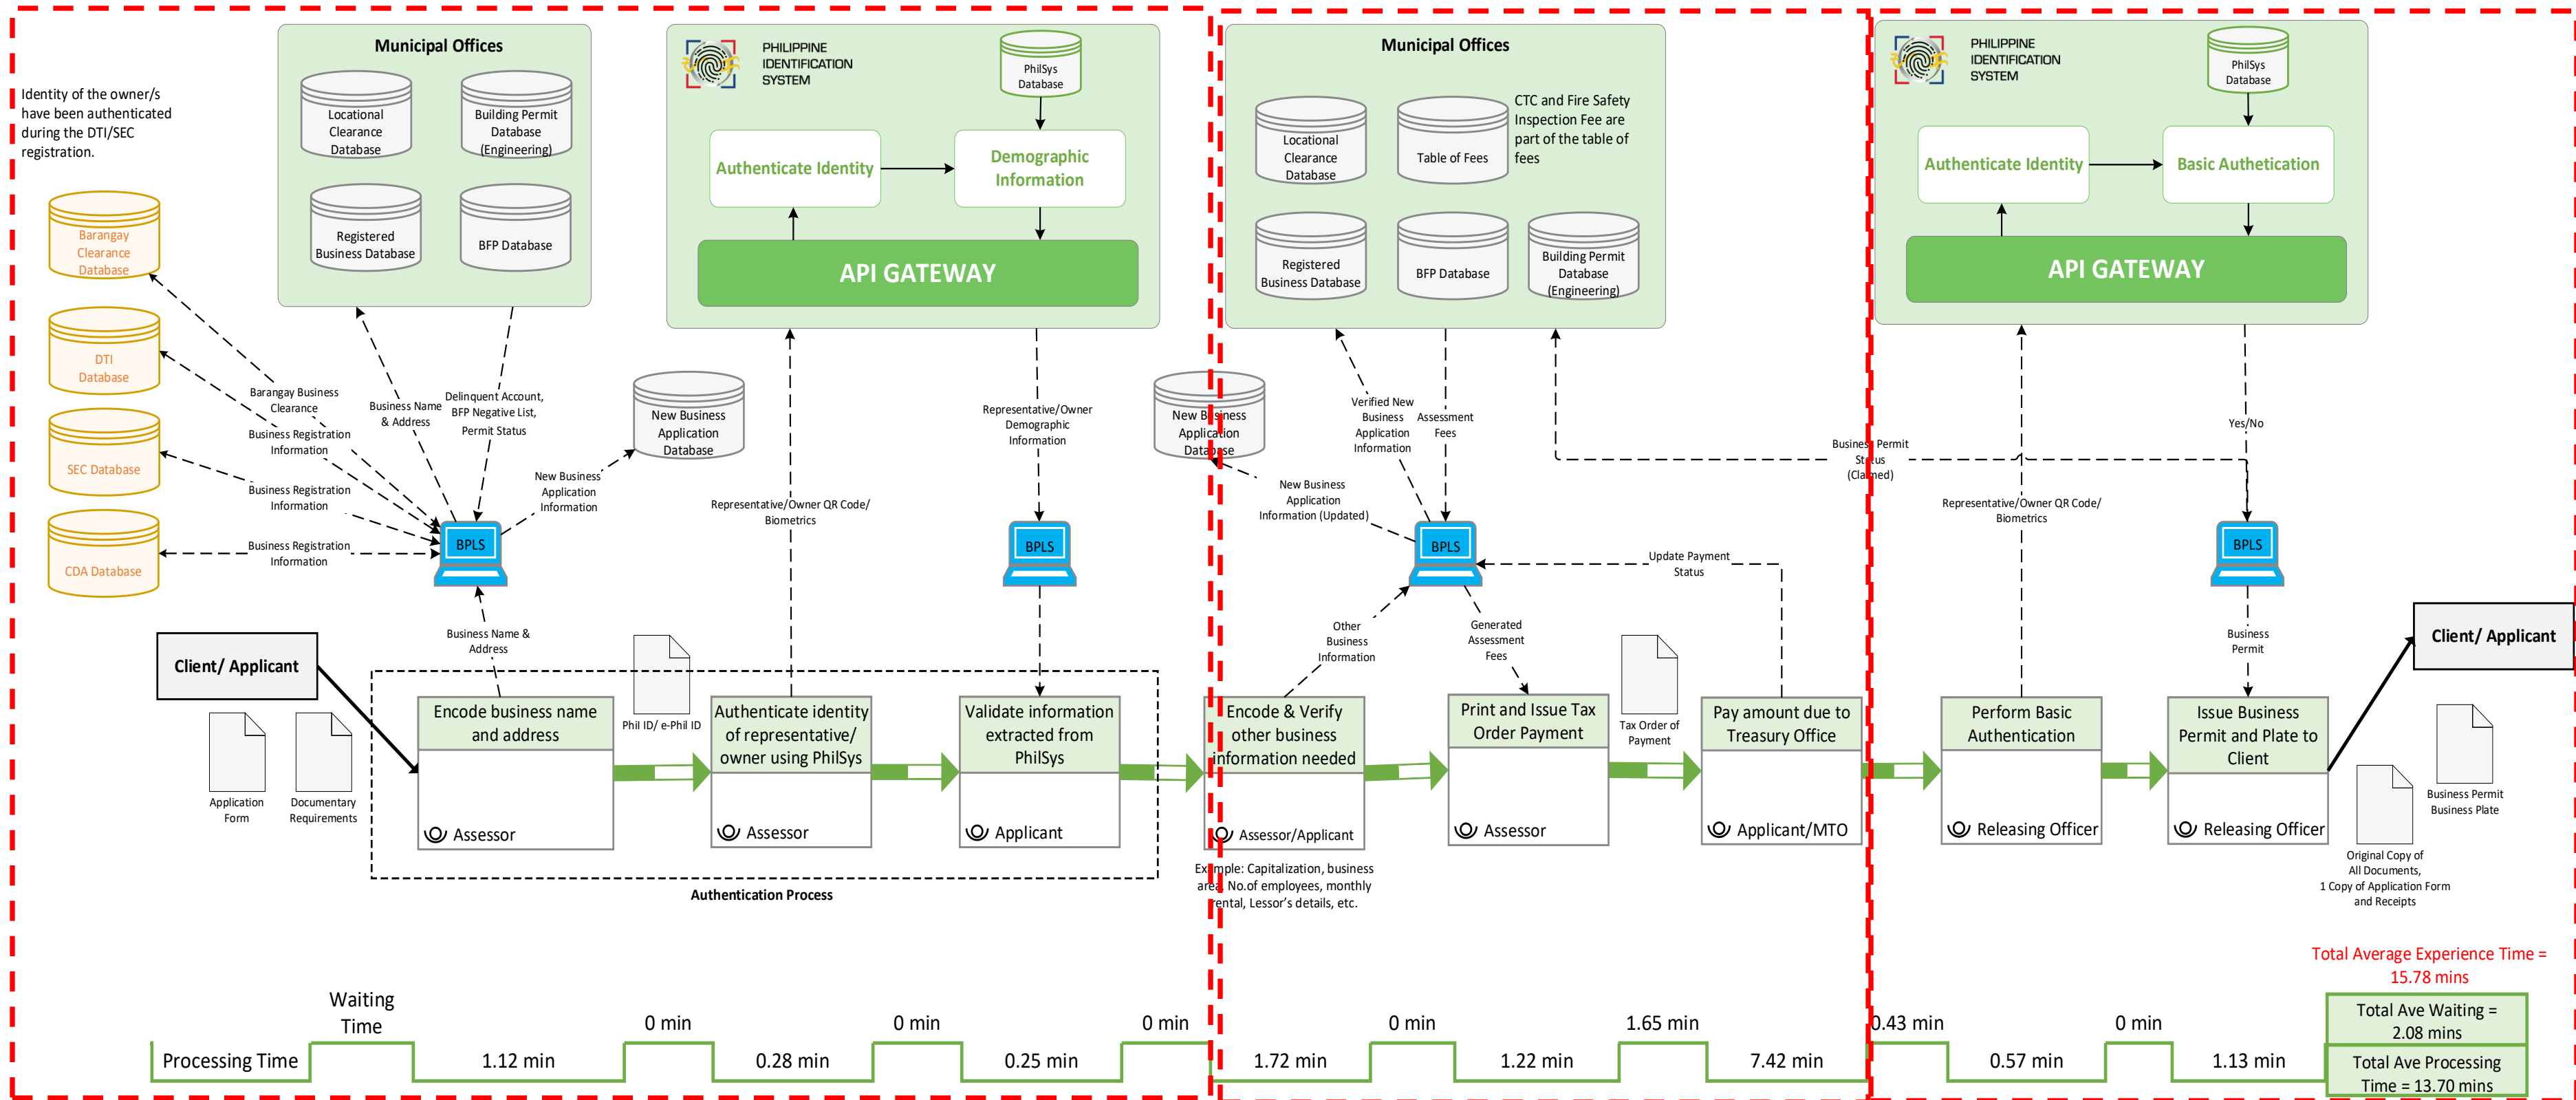 Identity of the owner/s
have been authenticated
during the DTI/SEC
registration.
Barangay
Clearance
Database
DTI
Database
SEC Database
CDA Database
Municipal Offices
Locational
Clearance
Database
Building Permit
Database
(Engineering)
Registered
Business Database
BFP Database
Barangay Business
Clearance
Business Registration
Information
Business Registration
Information
Business Registration
Information
Business Name
& Address
Delinquent Account,
BFP Negative List,
Permit Status
BPLS
New Business
Application
Information
New Business
Application
Database
Business Name &
Address
PHILIPPINE
IDENTIFICATION
SYSTEM
PhilSys
Database
Authenticate Identity
Demographic
Information
API GATEWAY
Representative/Owner QR Code/
Biometrics
Representative/Owner
Demographic
Information
BPLS
Client/ Applicant
Application
Form
Documentary
Requirements
Encode business name
and address
Assessor
Phil ID/ e-Phil ID
Authenticate identity
of representative/
owner using PhilSys
Assessor
Validate information
extracted from
PhilSys
Applicant
Authentication Process
Municipal Offices
Locational
Clearance
Database
Table of Fees
CTC and Fire Safety
Inspection Fee are
part of the table of
fees
Registered
Business Database
BFP Database
Building Permit
Database
(Engineering)
New Business
Application
Database
New Business
Application
Information (Updated)
Verified New
Business
Application
Information
Assessment
Fees
BPLS
Update Payment
Status
Other
Business
Information
Generated
Assessment
Fees
Business Permit
Status
(Claimed)
Encode & Verify
other business
information needed
Assessor/Applicant
Example: Capitalization, business
area, No.of employees, monthly
rental, Lessor's details, etc.
Print and Issue Tax
Order Payment
Assessor
Tax Order of
Payment
Pay amount due to
Treasury Office
Applicant/MTO
PHILIPPINE
IDENTIFICATION
SYSTEM
PhilSys
Database
Authenticate Identity
Basic Authetication
API GATEWAY
Representative/Owner QR Code/
Biometrics
Yes/No
BPLS
Business
Permit
Perform Basic
Authentication
Releasing Officer
Issue Business
Permit and Plate to
Client
Releasing Officer
Client/ Applicant
Business Permit
Business Plate
Original Copy of
All Documents,
1 Copy of Application Form
and Receipts
Total Average Experience Time =
15.78 mins
Waiting
Time
0 min
0 min
0 min
0 min
1.65 min
0.43 min
0 min
Total Ave Waiting =
2.08 mins
Processing Time
1.12 min
0.28 min
0.25 min
1.72 min
1.22 min
7.42 min
0.57 min
1.13 min
Total Ave Processing
Time = 13.70 mins